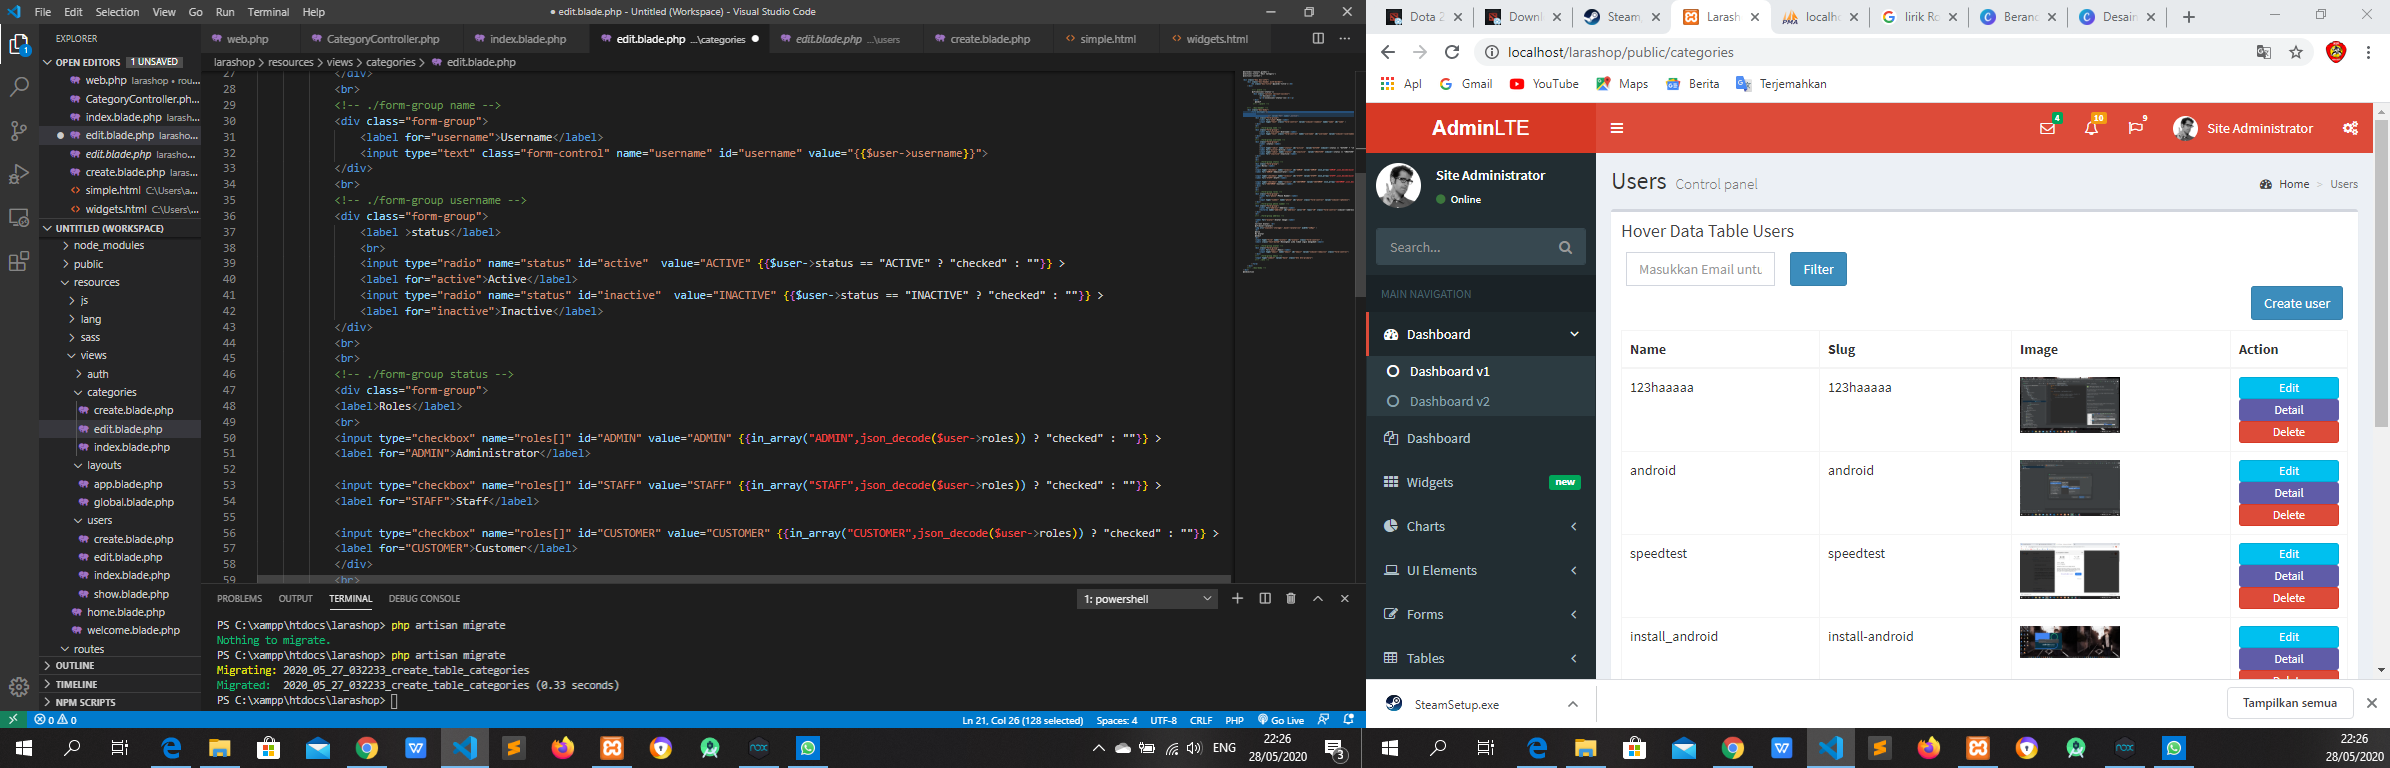 File Edit Selection View Go Run Terminal Help
● edit.blade.php - Untitled (Workspace) - Visual Studio Code
EXPLORER
OPEN EDITORS 1 UNSAVED
web.php larashop • rou...
CategoryController.ph...
index.blade.php larash...
edit.blade.php larasho...
edit.blade.php larasho...
create.blade.php laras...
simple.html C:\Users\a...
widgets.html C:\Users\...
UNTITLED (WORKSPACE)
node_modules
public
resources
js
lang
sass
views
auth
categories
create.blade.php
edit.blade.php
index.blade.php
layouts
app.blade.php
global.blade.php
users
create.blade.php
edit.blade.php
index.blade.php
show.blade.php
home.blade.php
welcome.blade.php
routes
OUTLINE
TIMELINE
NPM SCRIPTS
web.php CategoryController.php index.blade.php edit.blade.php ...\categories edit.blade.php ...\users create.blade.php simple.html widgets.html
larashop > resources > views > categories > edit.blade.php
27 </div>
28 <br>
29 <!-- ./form-group name -->
30 <div class="form-group">
31 <label for="username">Username</label>
32 <input type="text" class="form-control" name="username" id="username" value="{{$user->username}}">
33 </div>
34 <br>
35 <!-- ./form-group username -->
36 <div class="form-group">
37 <label >status</label>
38 <br>
39 <input type="radio" name="status" id="active"  value="ACTIVE" {{$user->status == "ACTIVE" ? "checked" : ""}} >
40 <label for="active">Active</label>
41 <input type="radio" name="status" id="inactive"  value="INACTIVE" {{$user->status == "INACTIVE" ? "checked" : ""}} >
42 <label for="inactive">Inactive</label>
43 </div>
44 <br>
45 <br>
46 <!-- ./form-group status -->
47 <div class="form-group">
48 <label>Roles</label>
49 <br>
50 <input type="checkbox" name="roles[]" id="ADMIN" value="ADMIN" {{in_array("ADMIN",json_decode($user->roles)) ? "checked" : ""}} >
51 <label for="ADMIN">Administrator</label>
52
53 <input type="checkbox" name="roles[]" id="STAFF" value="STAFF" {{in_array("STAFF",json_decode($user->roles)) ? "checked" : ""}} >
54 <label for="STAFF">Staff</label>
55
56 <input type="checkbox" name="roles[]" id="CUSTOMER" value="CUSTOMER" {{in_array("CUSTOMER",json_decode($user->roles)) ? "checked" : ""}} >
57 <label for="CUSTOMER">Customer</label>
58 </div>
59 <br>
PROBLEMS OUTPUT TERMINAL DEBUG CONSOLE
1: powershell
PS C:\xampp\htdocs\larashop> php artisan migrate
Nothing to migrate.
PS C:\xampp\htdocs\larashop> php artisan migrate
Migrating: 2020_05_27_032233_create_table_categories
Migrated:  2020_05_27_032233_create_table_categories (0.33 seconds)
PS C:\xampp\htdocs\larashop>
0 0
Ln 21, Col 26 (128 selected) Spaces: 4 UTF-8 CRLF PHP Go Live
ENG
22:26
28/05/2020
3
Dota 2 Downl Steam, Larash localho lirik Ro Beran Desain
localhost/larashop/public/categories
Apl Gmail YouTube Maps Berita Terjemahkan
AdminLTE
4 10 9
Site Administrator
Site Administrator
Online
Search...
MAIN NAVIGATION
Dashboard
Dashboard v1
Dashboard v2
Dashboard
Widgets new
Charts
UI Elements
Forms
Tables
Users Control panel
Home > Users
Hover Data Table Users
Masukkan Email untu
Filter
Create user
Name Slug Image Action
123haaaaa 123haaaaa Edit
Detail
Delete
android android Edit
Detail
Delete
speedtest speedtest Edit
Detail
Delete
install_android install-android Edit
Detail
Delete
SteamSetup.exe
Tampilkan semua
22:26
28/05/2020